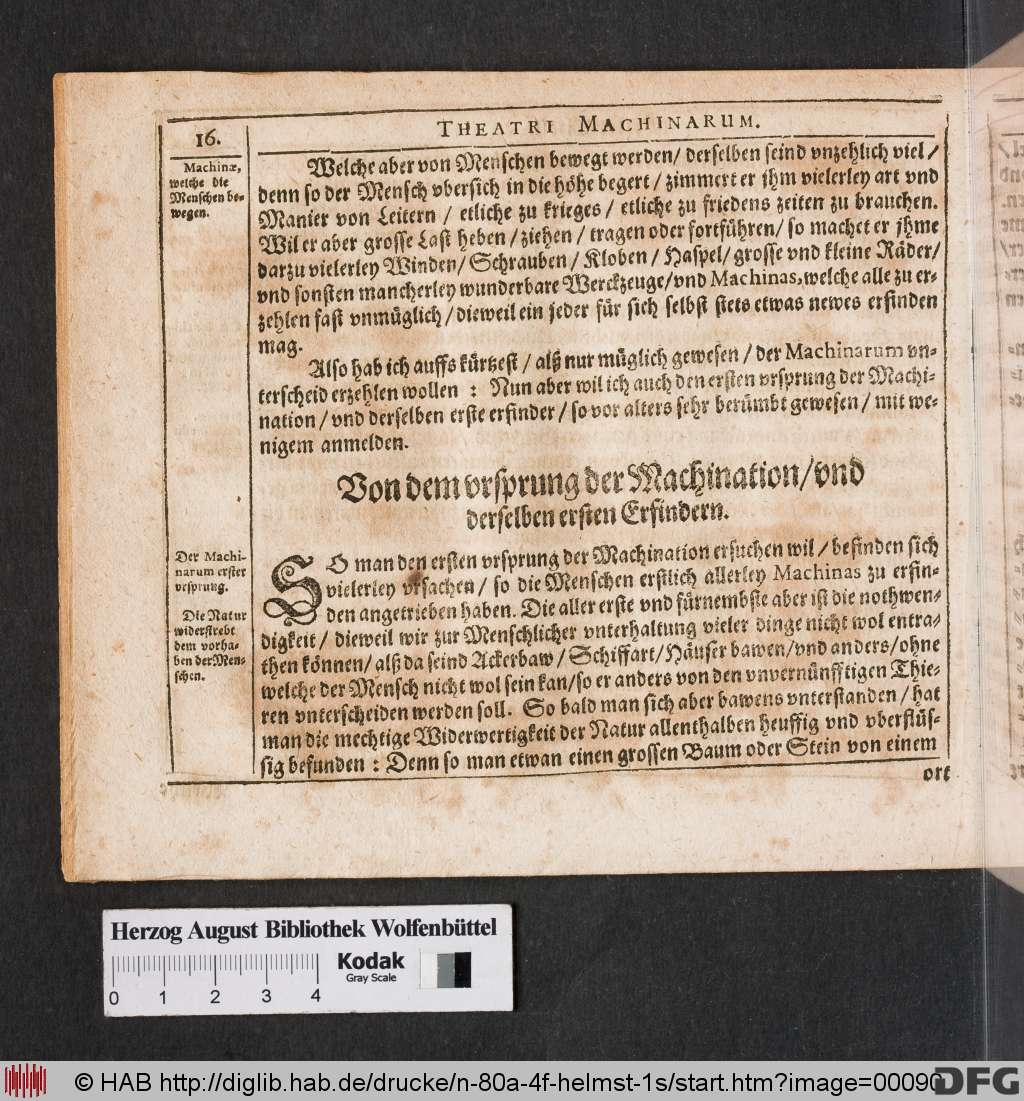 16.
THEATRI MACHINARUM.
Machinæ,
welche die
Menschen be-
wegen.
Welche aber von Menschen bewegt werden/ derselben seind vnzehlich viel/
denn so der Mensch vbersich in die höhe begert/ zimmert er jhm vielerley art vnd
Manier von Leitern / etliche zu krieges / etliche zu friedens zeiten zu brauchen.
Wil er aber grosse Last heben/ ziehen/ tragen oder fortführen/ so machet er jhme
darzu vielerley Winden/ Schrauben/ Kloben/ Haspel/ grosse vnd kleine Räder/
vnd sonsten mancherley wunderbare Werckzeuge/vnd Machinas, welche alle zu er-
zehlen fast vnmüglich/ dieweil ein jeder für sich selbst stets etwas newes erfinden
mag.
Also hab ich auffs kürtzest/ alß nur müglich gewesen/ der Machinarum vn-
terscheid erzehlen wollen : Nun aber wil ich auch den ersten vrsprung der Machi-
nation/ vnd derselben erste erfinder/ so vor alters sehr berümbt gewesen/ mit we-
nigem anmelden.
Von dem vrsprung der Machination/ vnd
derselben ersten Erfindern.
Der Machi-
narum erster
vrsprung.
Die Natur
widerstrebt
dem vorha-
ben der Men-
schen.
SO man den ersten vrsprung der Machination ersuchen wil/ befinden sich
vielerley vrsachen/ so die Menschen erstlich allerley Machinas zu erfin-
den angetrieben haben. Die aller erste vnd fürnembste aber ist die nothwen-
digkeit/ dieweil wir zur Menschlicher vnterhaltung vieler dinge nicht wol entra-
then können/ alß da seind Ackerbaw/ Schiffart/ Häuser bawen/ vnd anders/ ohne
welche der Mensch nicht wol sein kan/ so er anders von den vnvernünfftigen Thie-
ren vnterscheiden werden soll. So bald man sich aber bawens vnterstanden/ hat
man die mechtige Widerwertigkeit der Natur allenthalben heuffig vnd vberflüs-
sig befunden : Denn so man etwan einen grossen Baum oder Stein von einem
ort
Herzog August Bibliothek Wolfenbüttel
Kodak
Gray Scale
0 1 2 3 4
© HAB http://diglib.hab.de/drucke/n-80a-4f-helmst-1s/start.htm?image=00090
DFG